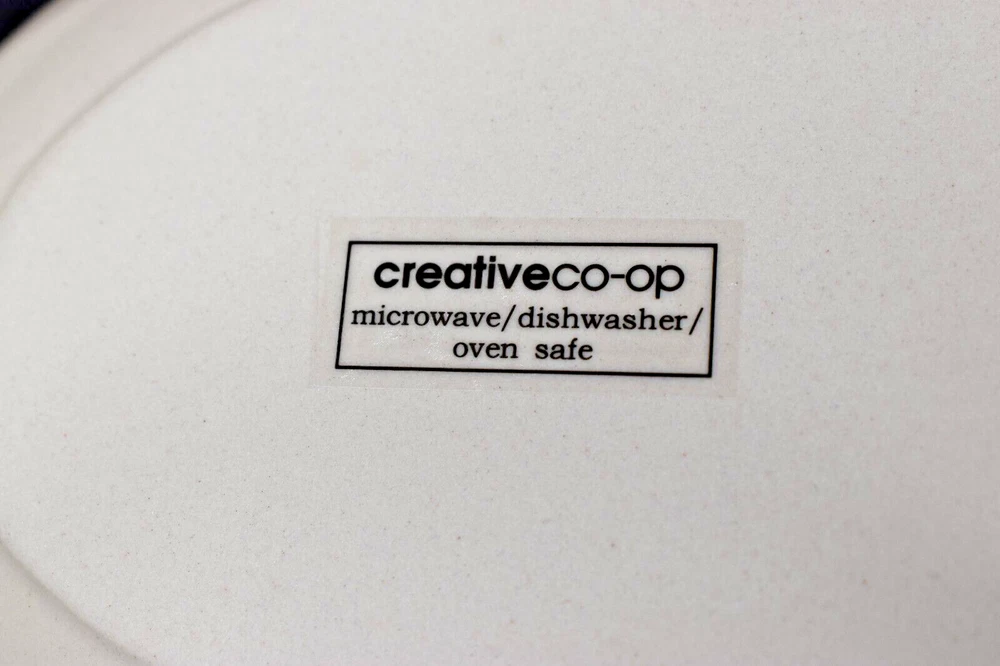 creativeco-op
microwave/dishwasher/
oven safe